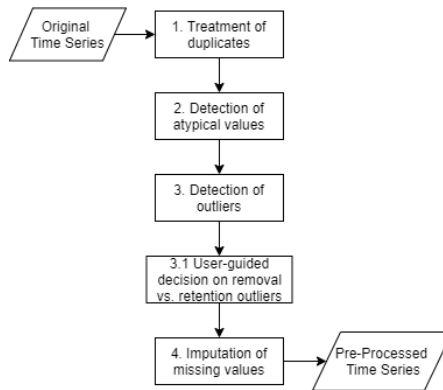 Original
Time Series
1. Treatment of
duplicates
2. Detection of
atypical values
3. Detection of
outliers
3.1 User-guided
decision on removal
vs. retention outliers
4. Imputation of
missing values
Pre-Processed
Time Series